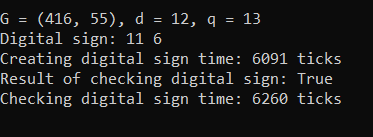 G = (416, 55), d = 12, q = 13
Digital sign: 11 6
Creating digital sign time: 6091 ticks
Result of checking digital sign: True
Checking digital sign time: 6260 ticks